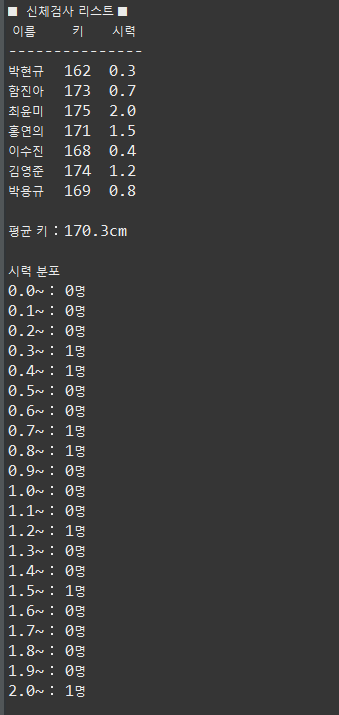 ■ 신체검사 리스트 ■
이름 키 시력
---------------
박현규 162 0.3
함진아 173 0.7
최윤미 175 2.0
홍연의 171 1.5
이수진 168 0.4
김영준 174 1.2
박용규 169 0.8
평균 키 : 170.3cm
시력 분포
0.0~ : 0명
0.1~ : 0명
0.2~ : 0명
0.3~ : 1명
0.4~ : 1명
0.5~ : 0명
0.6~ : 0명
0.7~ : 1명
0.8~ : 1명
0.9~ : 0명
1.0~ : 0명
1.1~ : 0명
1.2~ : 1명
1.3~ : 0명
1.4~ : 0명
1.5~ : 1명
1.6~ : 0명
1.7~ : 0명
1.8~ : 0명
1.9~ : 0명
2.0~ : 1명